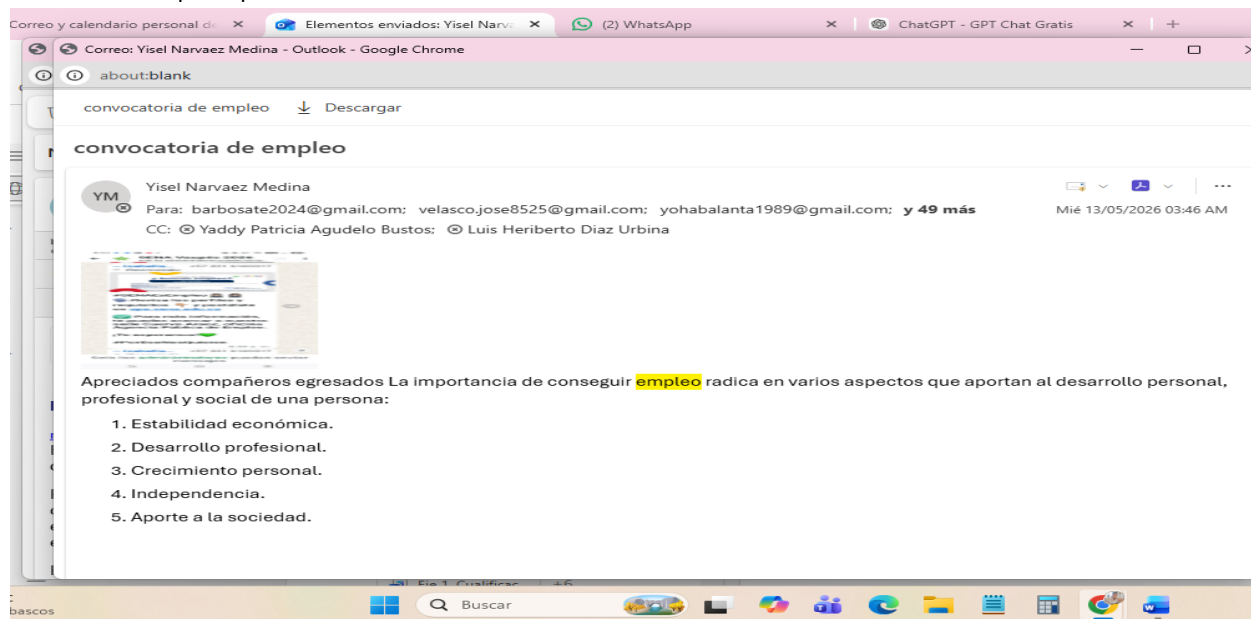 Correo y calendario personal de
Elementos enviados: Yisel Narva
(2) WhatsApp
ChatGPT - GPT Chat Gratis
Correo: Yisel Narvaez Medina - Outlook - Google Chrome
about:blank
convocatoria de empleo
Descargar
convocatoria de empleo
YM
Yisel Narvaez Medina
Para: barbosate2024@gmail.com; velasco.jose8525@gmail.com; yohabalanta1989@gmail.com; y 49 más
Mié 13/05/2026 03:46 AM
CC: Yaddy Patricia Agudelo Bustos; Luis Heriberto Diaz Urbina
Apreciados compañeros egresados La importancia de conseguir empleo radica en varios aspectos que aportan al desarrollo personal,
profesional y social de una persona:
1. Estabilidad económica.
2. Desarrollo profesional.
3. Crecimiento personal.
4. Independencia.
5. Aporte a la sociedad.
bascos
Buscar